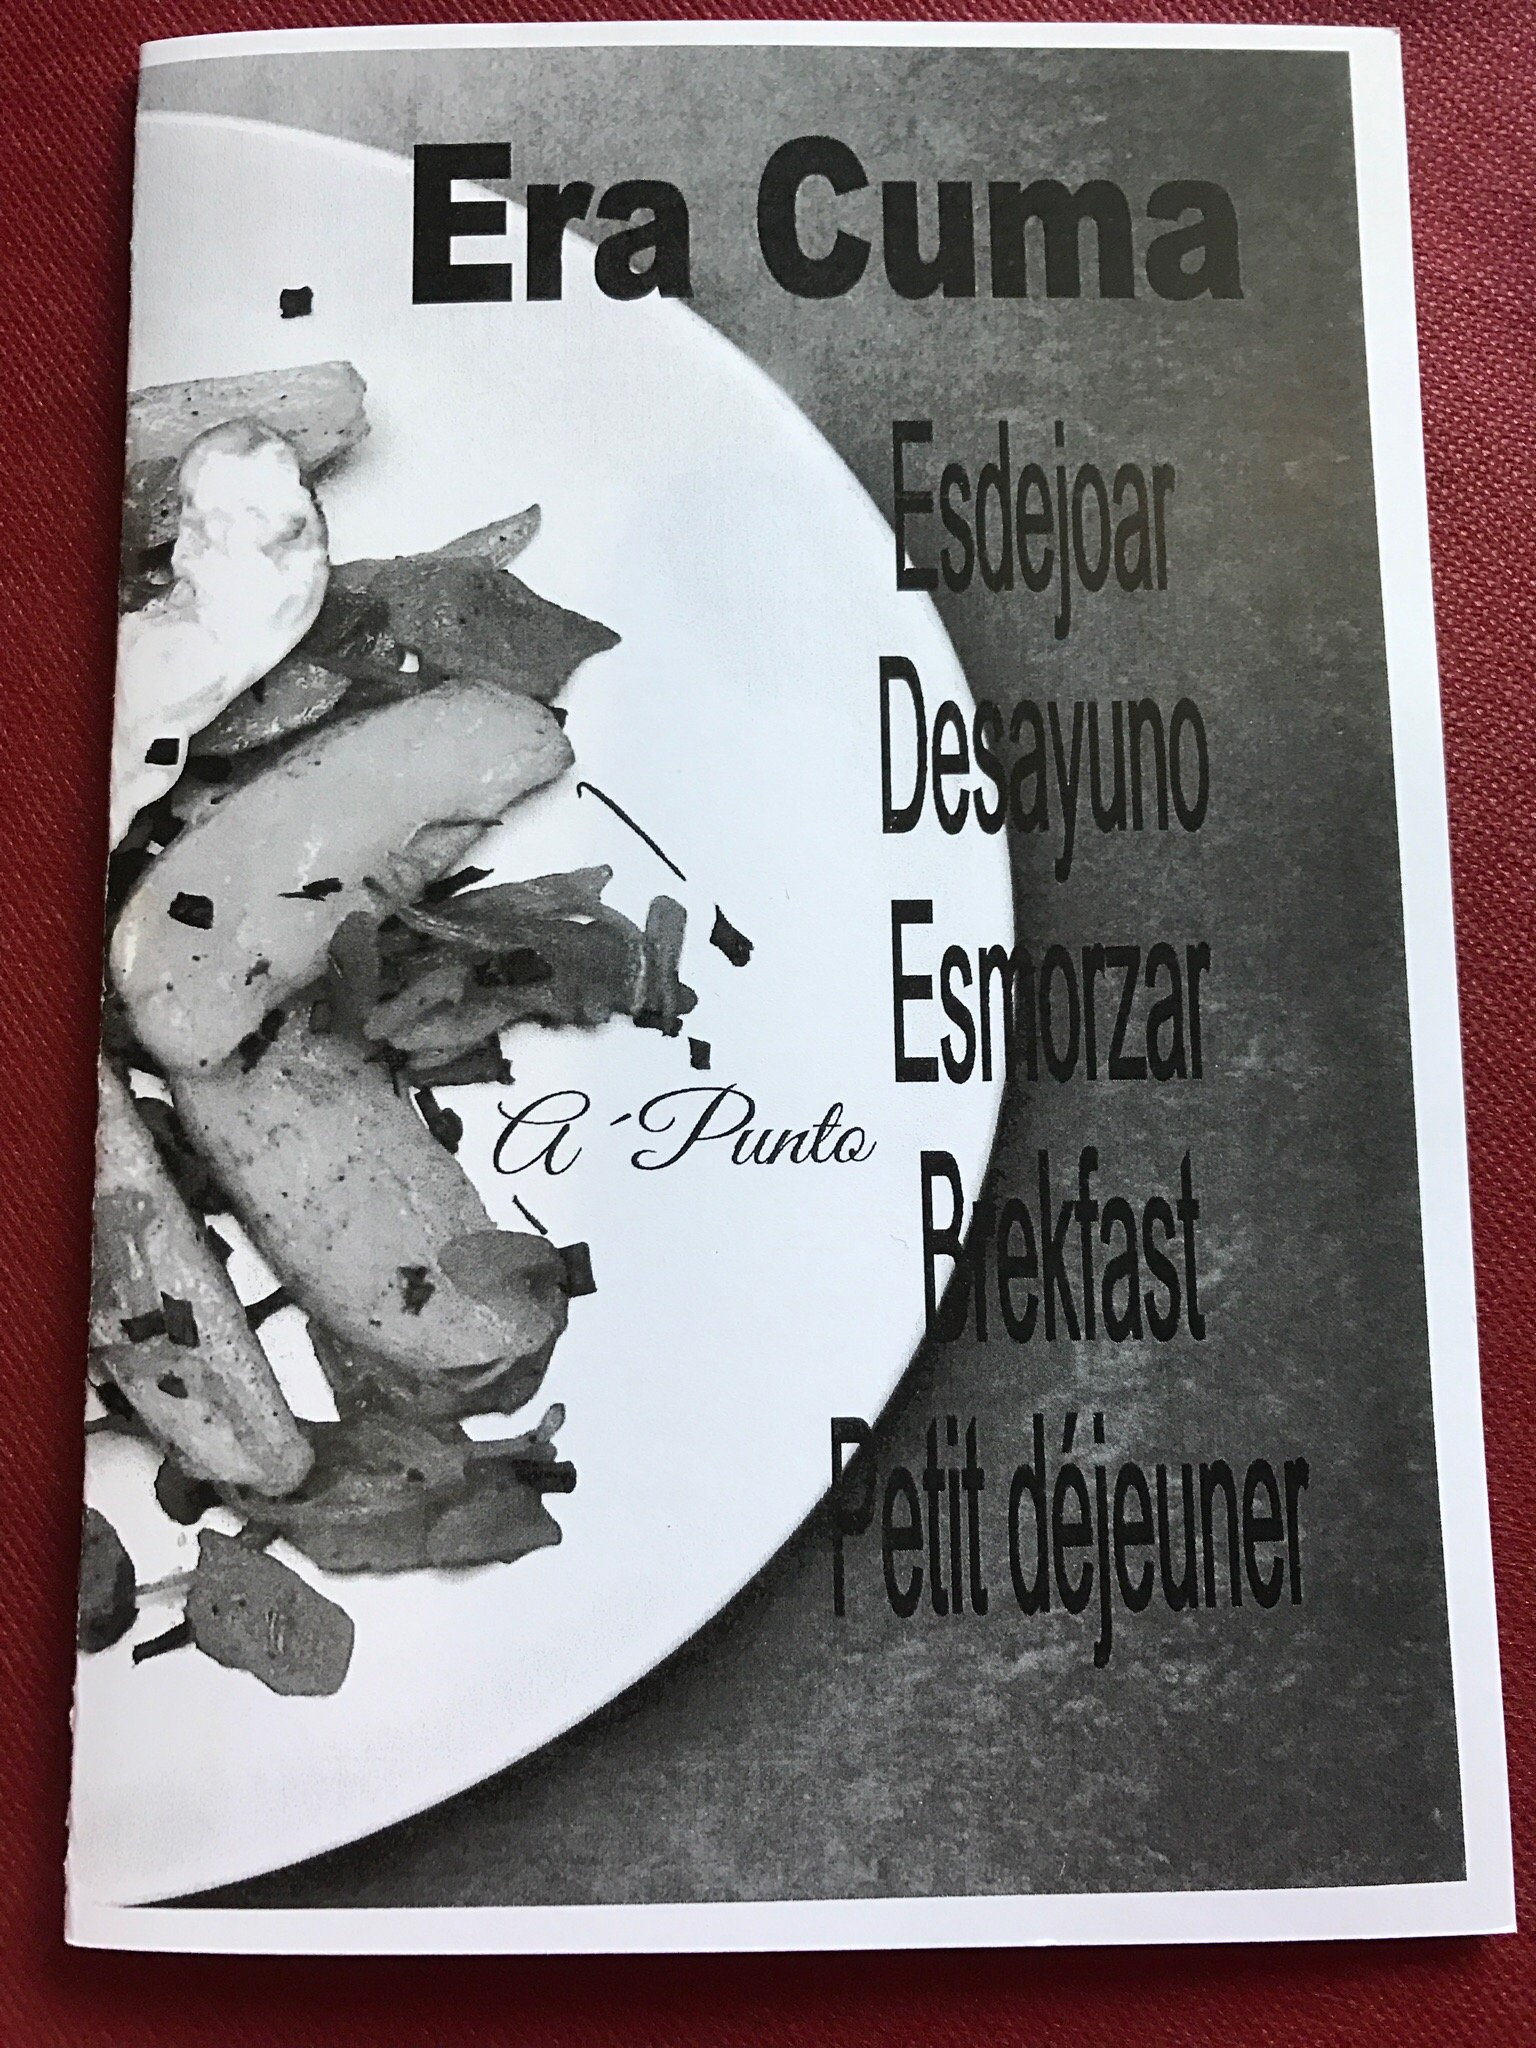 Era Cuma
Esdejoar
Desayuno
Esmorzar
A´Punto
Brekfast
Petit déjeuner